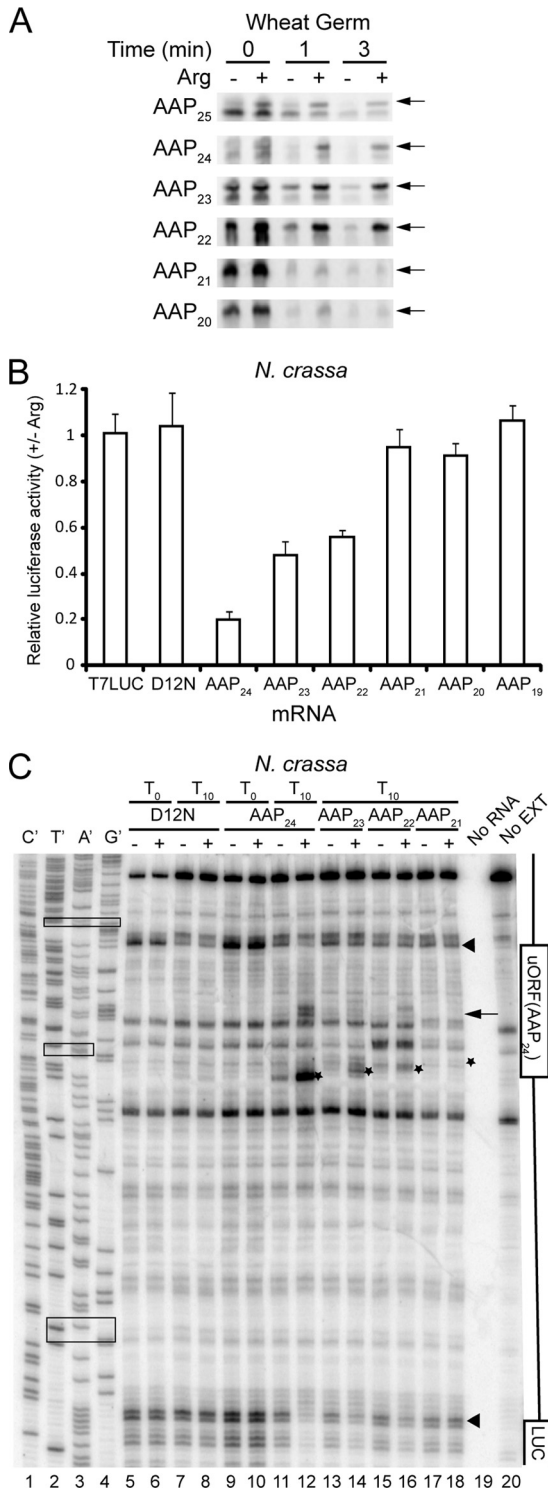 A
Wheat Germ
Time (min) 0 1 3
Arg - + - + - +
AAP25
AAP24
AAP23
AAP22
AAP21
AAP20
B
N. crassa
Relative luciferase activity (+/- Arg)
1.2
1
0.8
0.6
0.4
0.2
0
T7LUC D12N AAP24 AAP23 AAP22 AAP21 AAP20 AAP19
mRNA
C
N. crassa
T0 T10 T0 T10 T10
D12N AAP24 AAP23 AAP22 AAP21 No RNA No EXT
C' T' A' G' - + - + - + - + - + - + - +
uORF(AAP24)
LUC
1 2 3 4 5 6 7 8 9 10 11 12 13 14 15 16 17 18 19 20